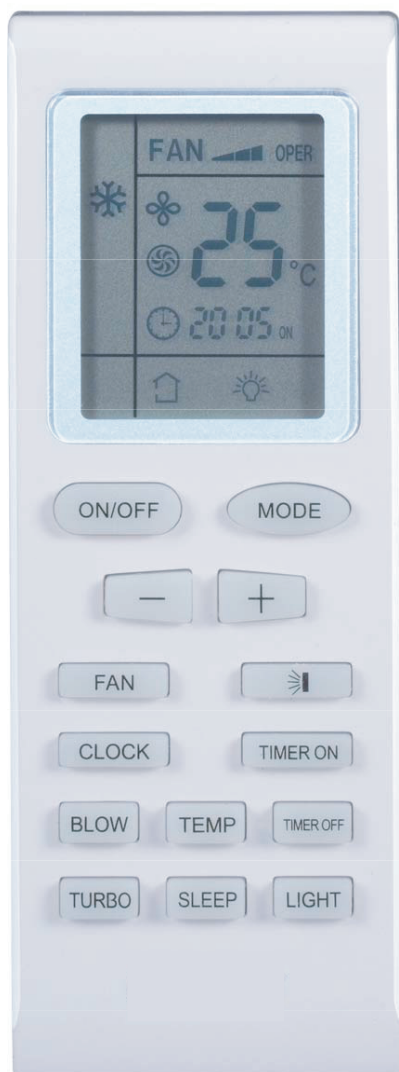 FAN OPER
25 °C
20 05 ON
ON/OFF MODE
− +
FAN
CLOCK TIMER ON
BLOW TEMP TIMER OFF
TURBO SLEEP LIGHT